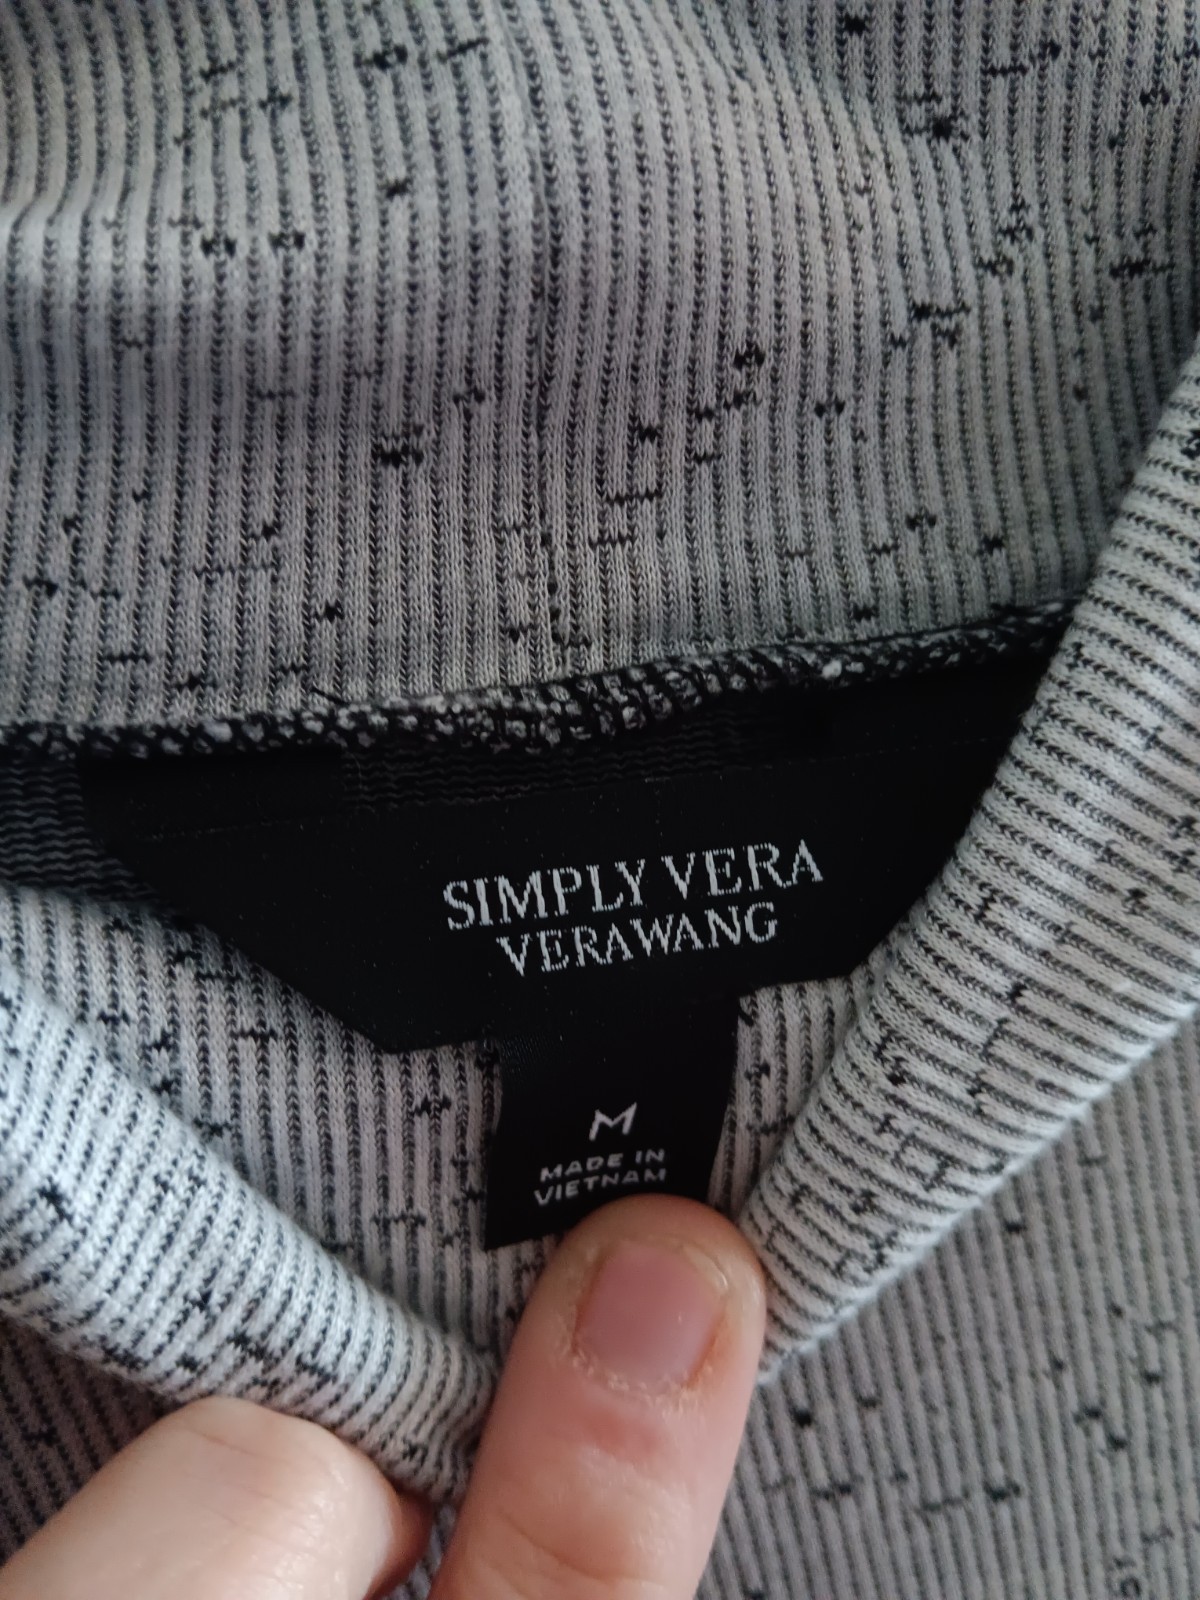 SIMPLY VERA
VERAWANG
M
MADE IN
VIETNAM